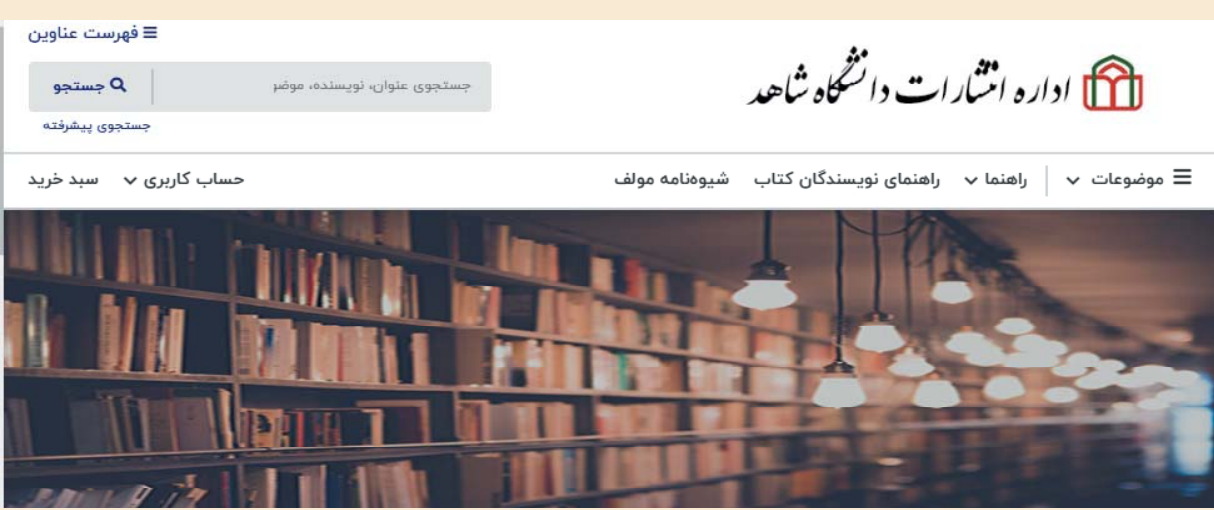 فهرست عناوین
اداره انتشارات دانشگاه شاهد
جستجوی عنوان، نویسنده، موضو
جستجو
جستجوی پیشرفته
موضوعات
راهنما
راهنمای نویسندگان کتاب
شیوه‌نامه مولف
حساب کاربری
سبد خرید